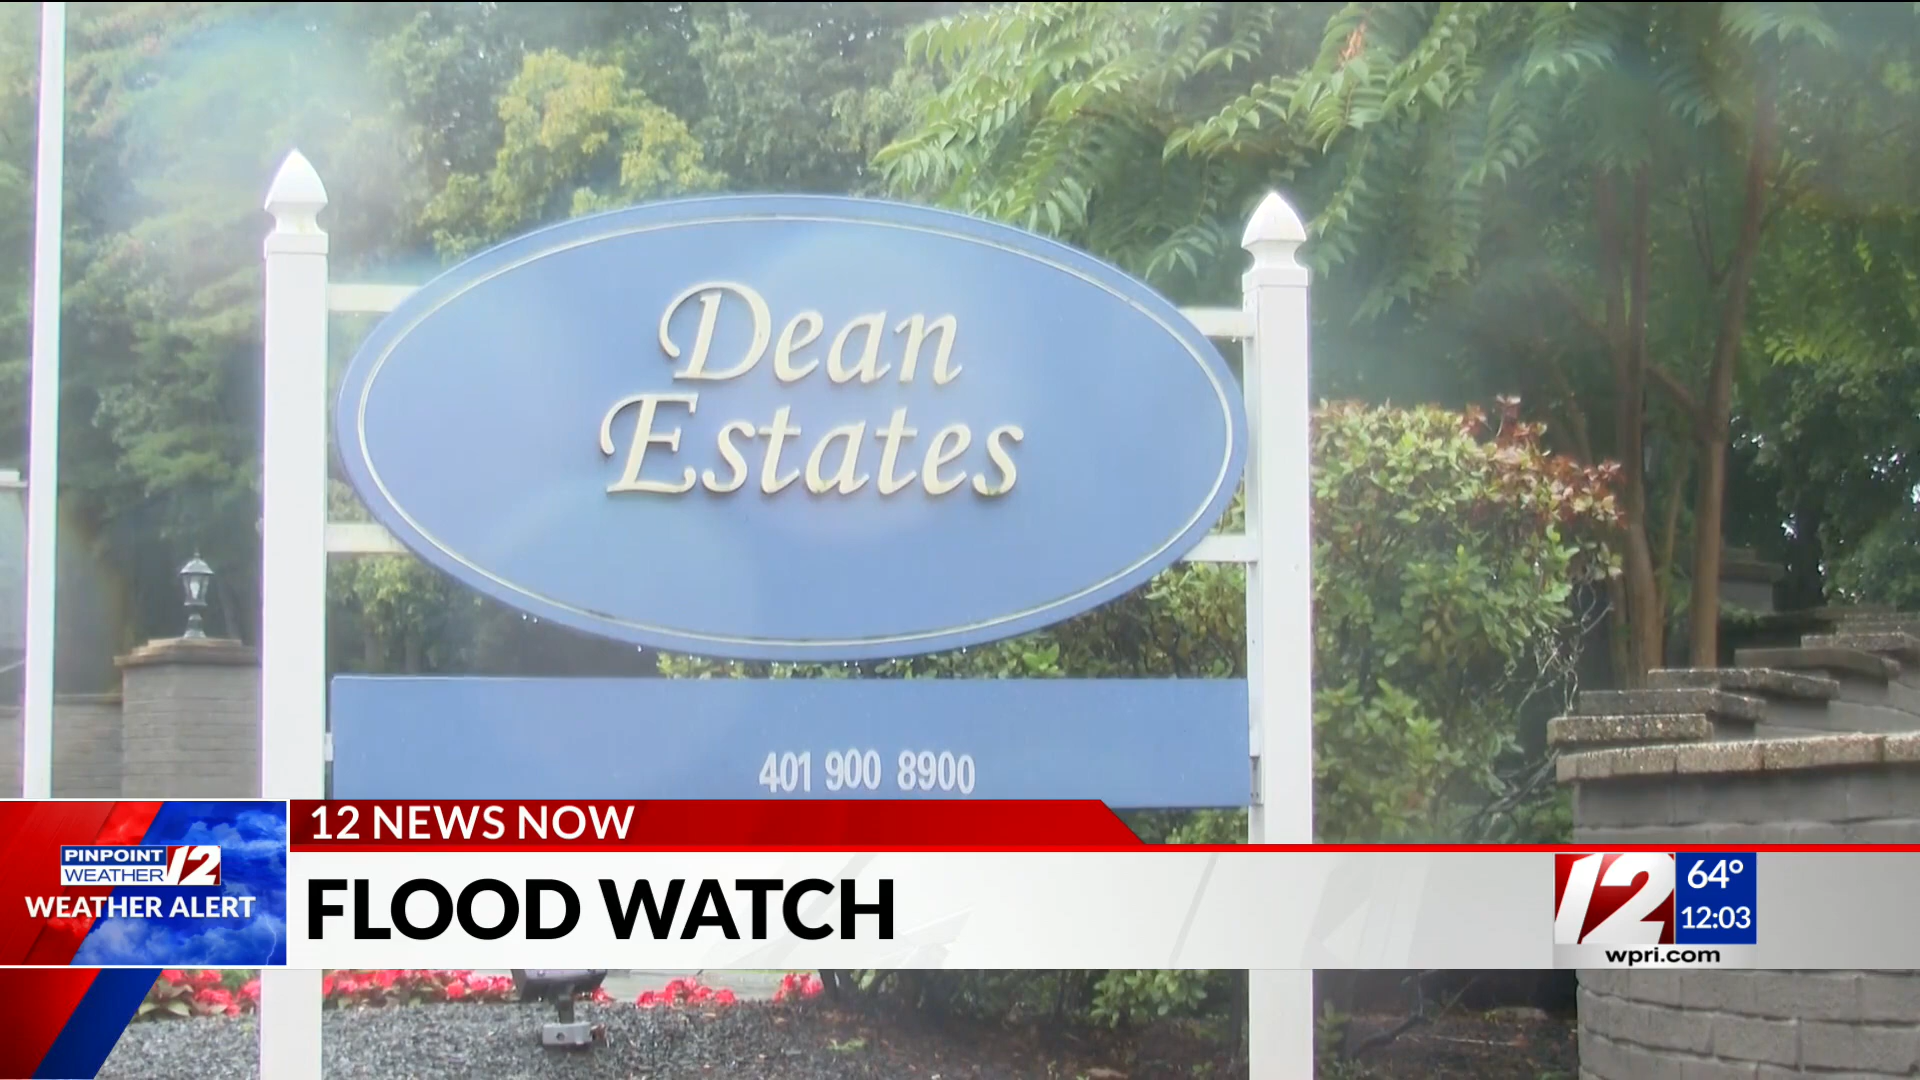 Dean
Estates
401 900 8900
12 NEWS NOW
PINPOINT
WEATHER 12
WEATHER ALERT
FLOOD WATCH
12
64°
12:03
wpri.com